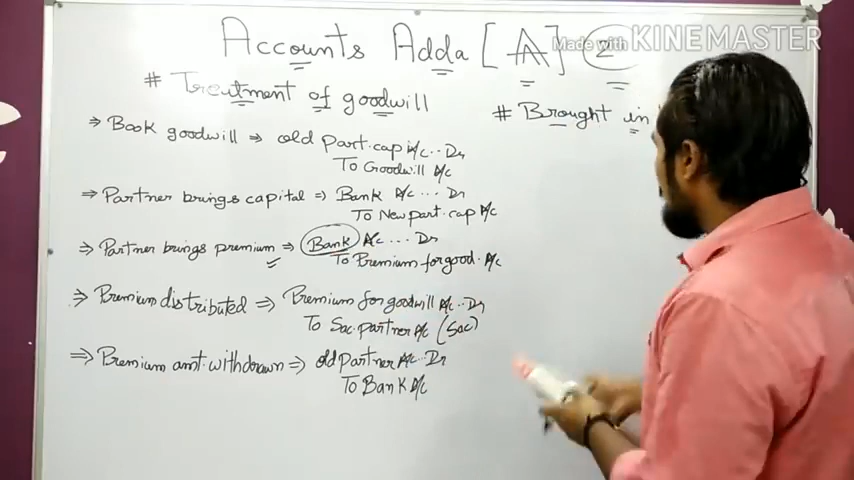 Accounts Adda [A] 2
Made with KINEMASTER
# Treatment of goodwill
# Brought in
⇒ Book goodwill ⇒ old part. cap A/c .. Dr
To Goodwill A/c
⇒ Partner brings capital ⇒ Bank A/c ... Dr
To New part. cap A/c
⇒ Partner brings premium ⇒ Bank A/c ... Dr
To Premium for good. A/c
⇒ Premium distributed ⇒ Premium for goodwill A/c .. Dr
To Sac. partner A/c (Sac)
⇒ Premium amt. withdrawn ⇒ old partner A/c .. Dr
To Bank A/c